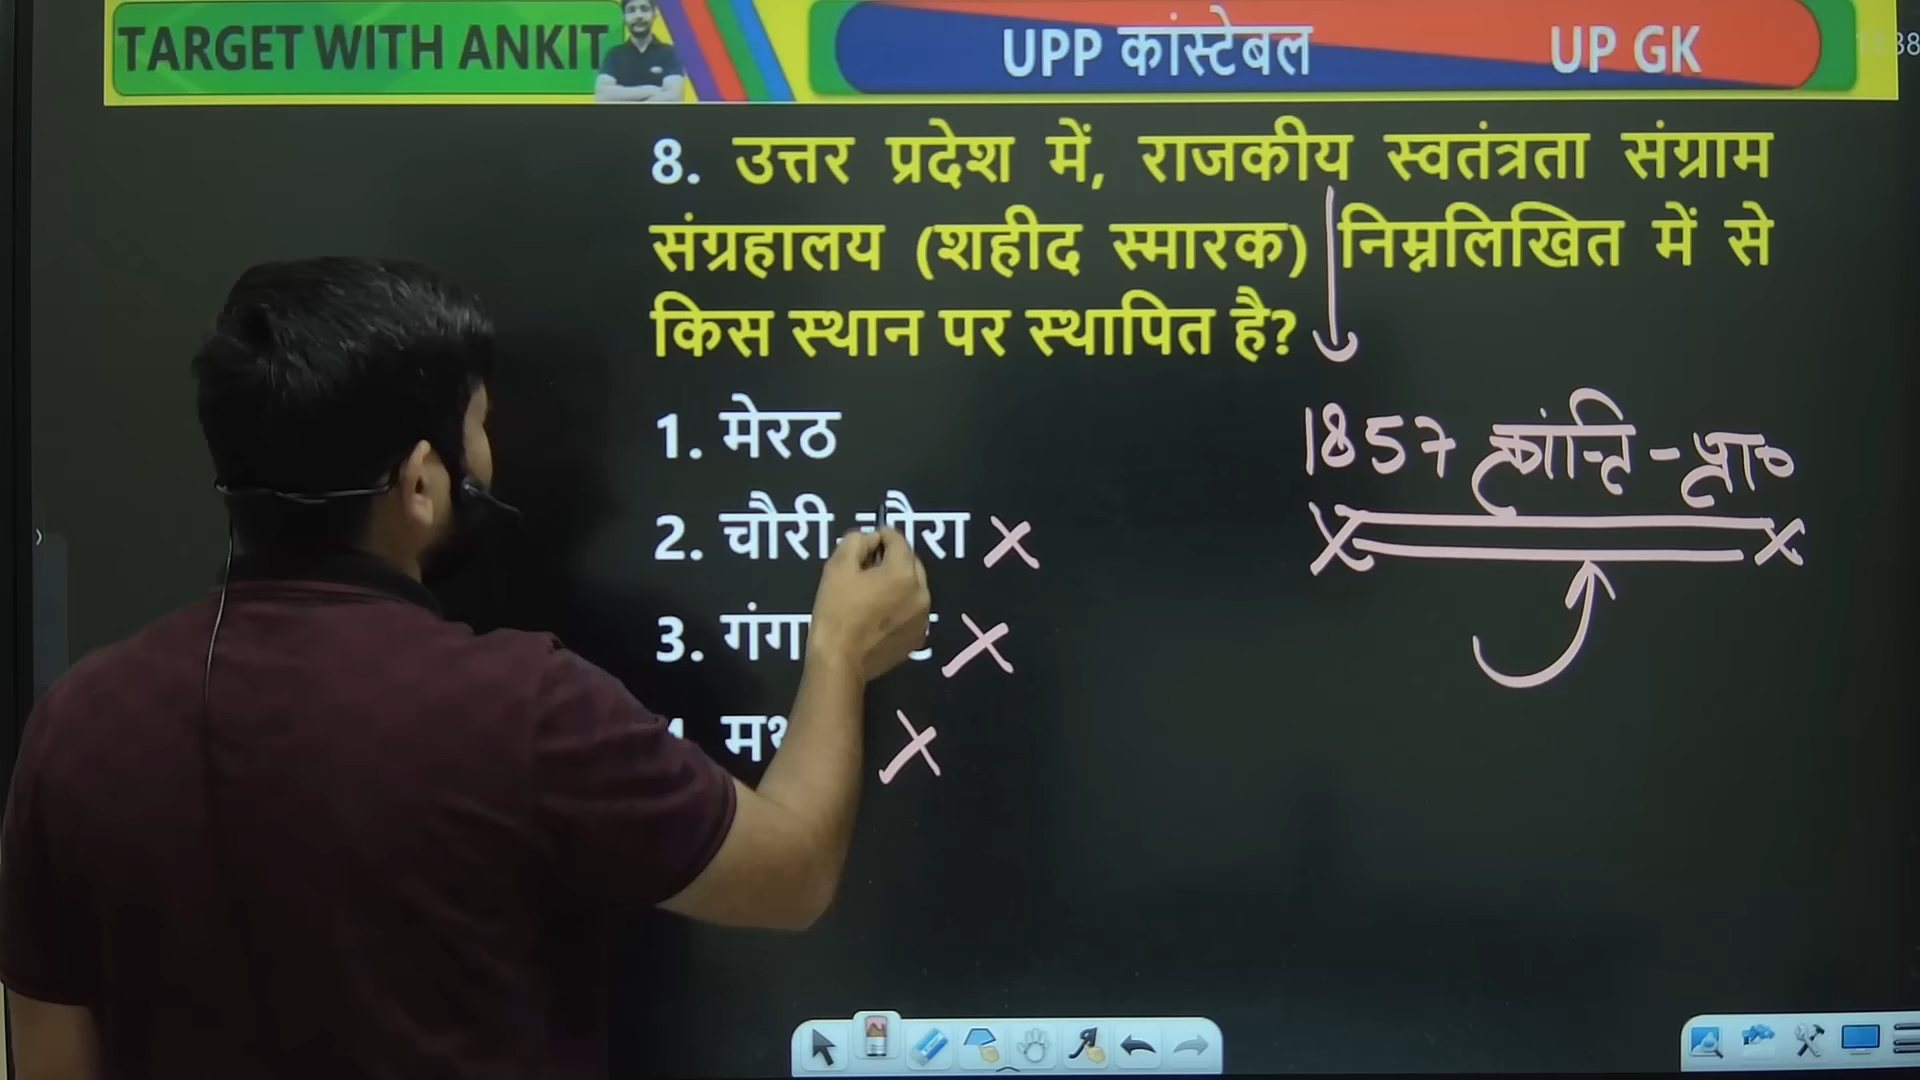 TARGET WITH ANKIT
UPP कांस्टेबल
UP GK
8. उत्तर प्रदेश में, राजकीय स्वतंत्रता संग्राम
संग्रहालय (शहीद स्मारक) निम्नलिखित में से
किस स्थान पर स्थापित है?
1. मेरठ
2. चौरी-चौरा
3.
4.
1857 क्रान्ति -